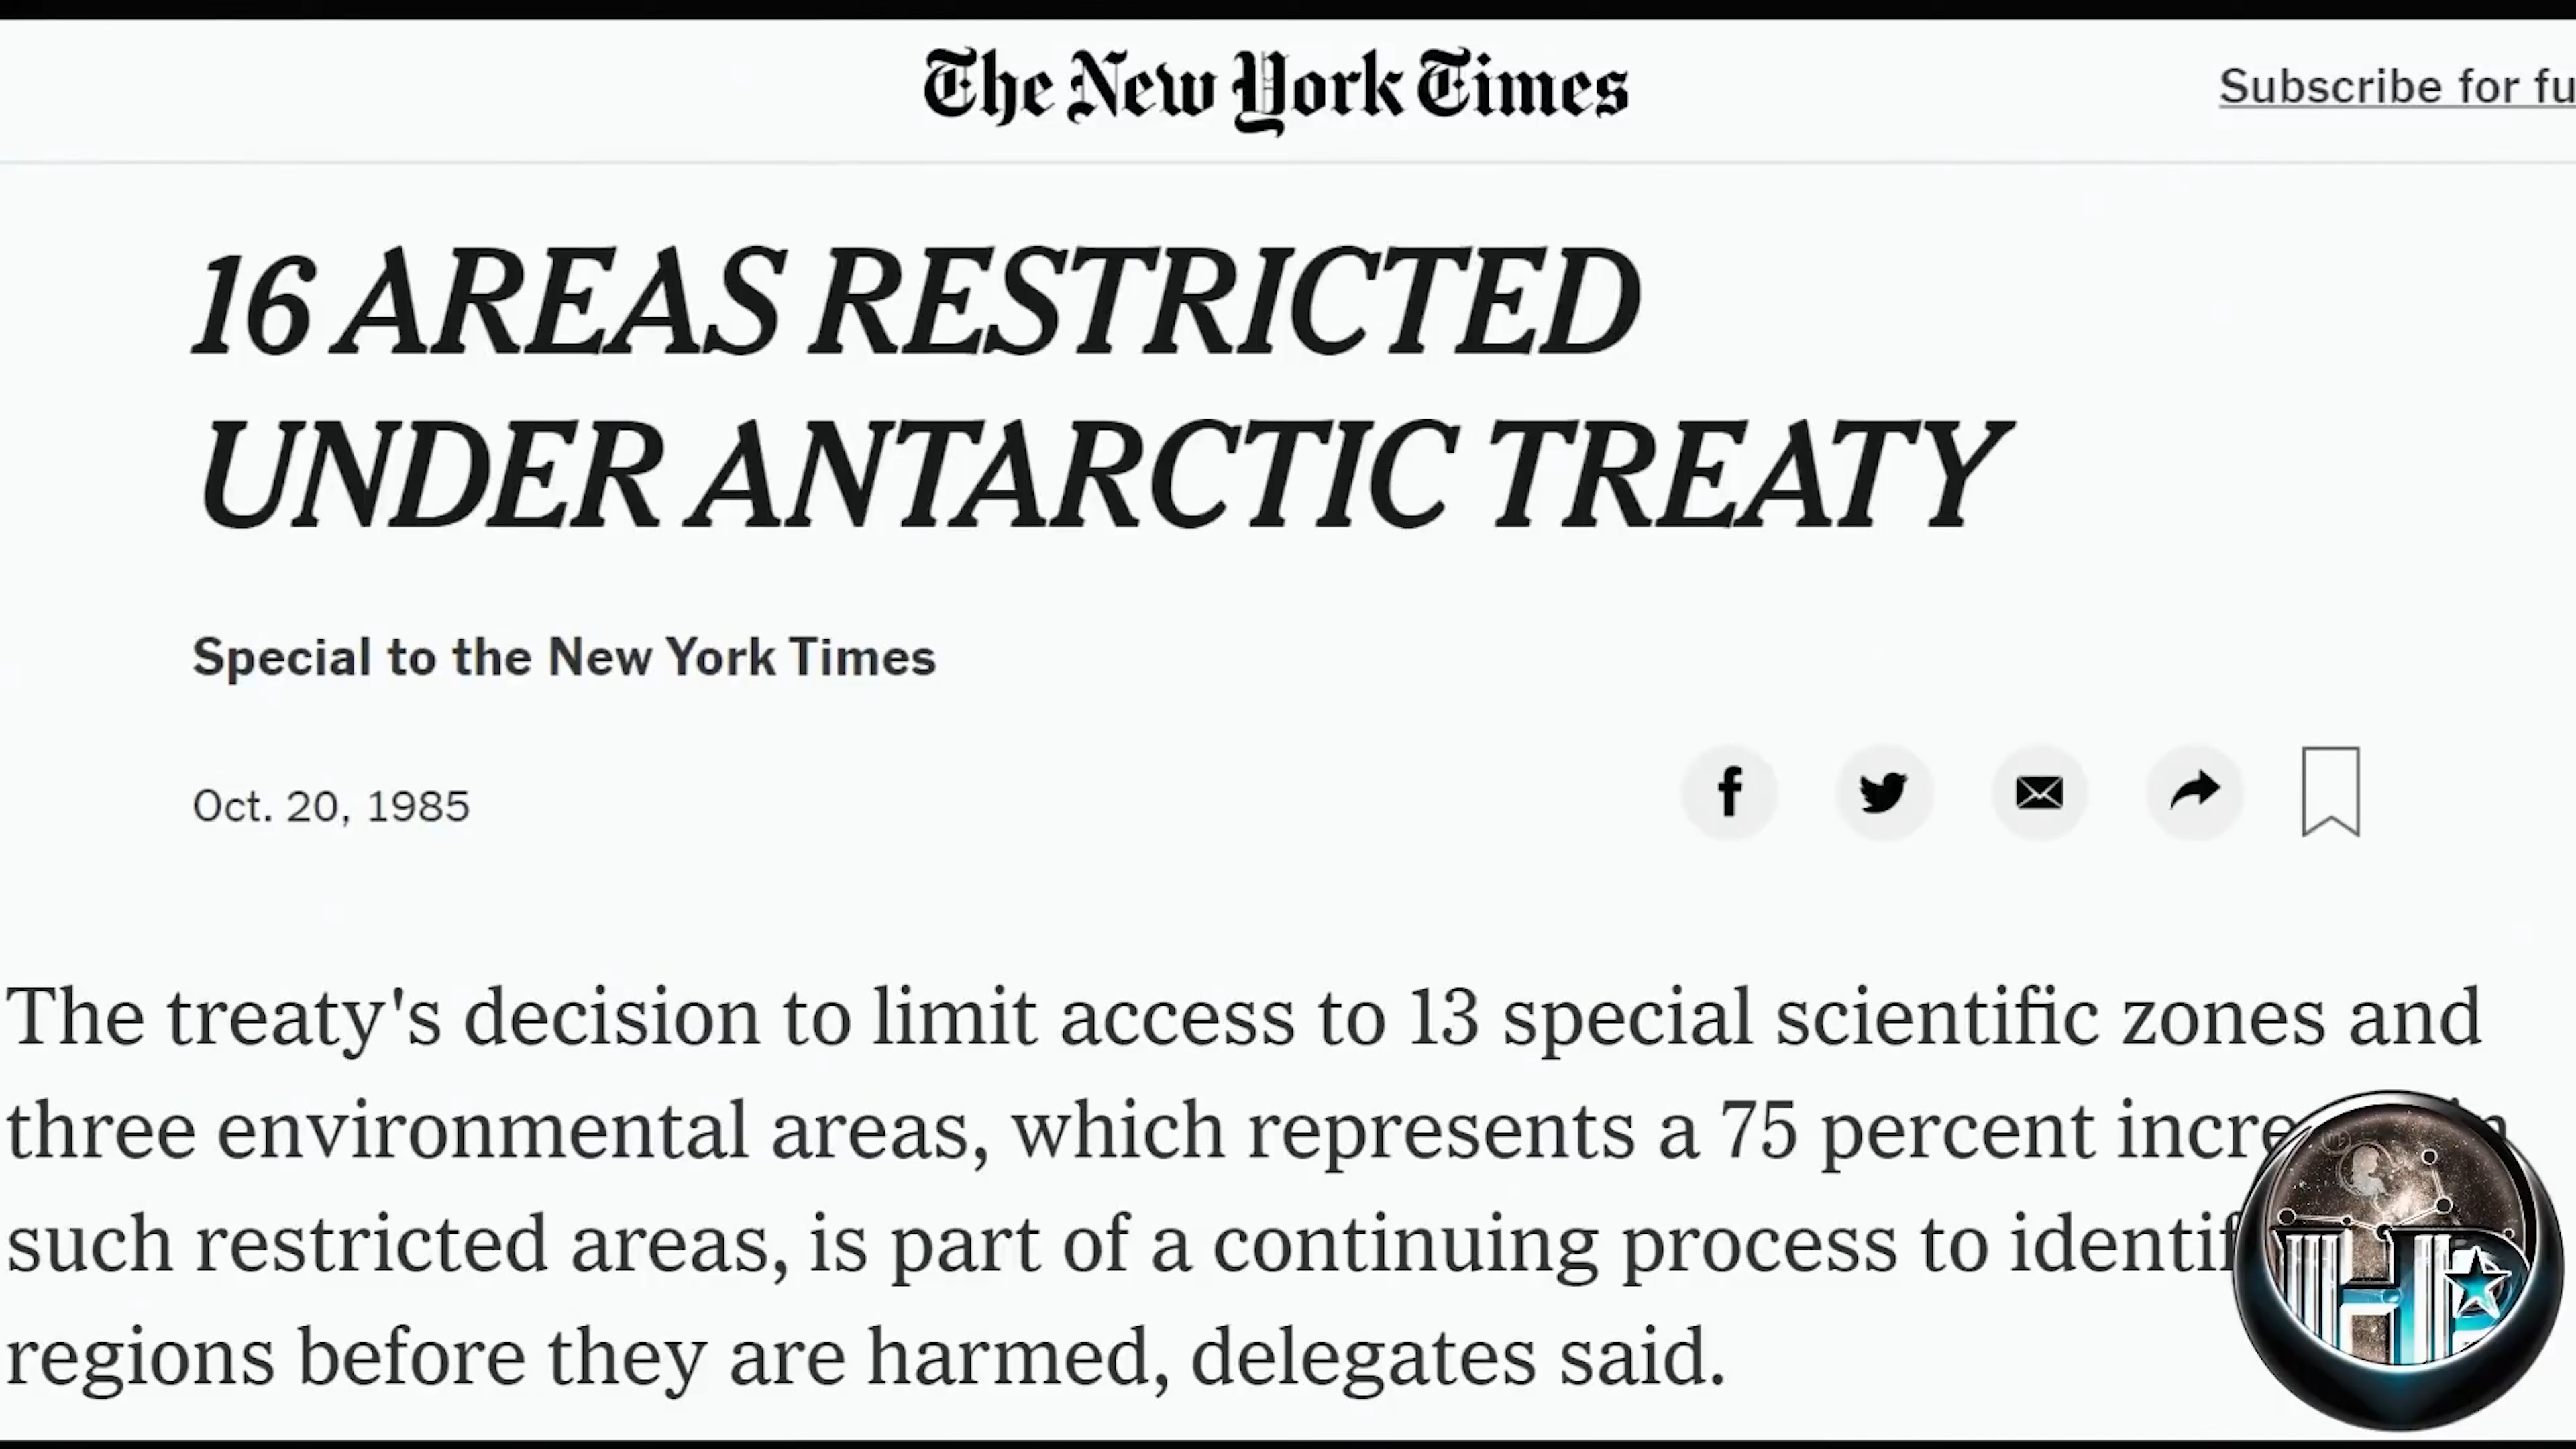 The New York Times
Subscribe for fu
16 AREAS RESTRICTED
UNDER ANTARCTIC TREATY
Special to the New York Times
Oct. 20, 1985
The treaty's decision to limit access to 13 special scientific zones and
three environmental areas, which represents a 75 percent incre in
such restricted areas, is part of a continuing process to identif
regions before they are harmed, delegates said.
HD